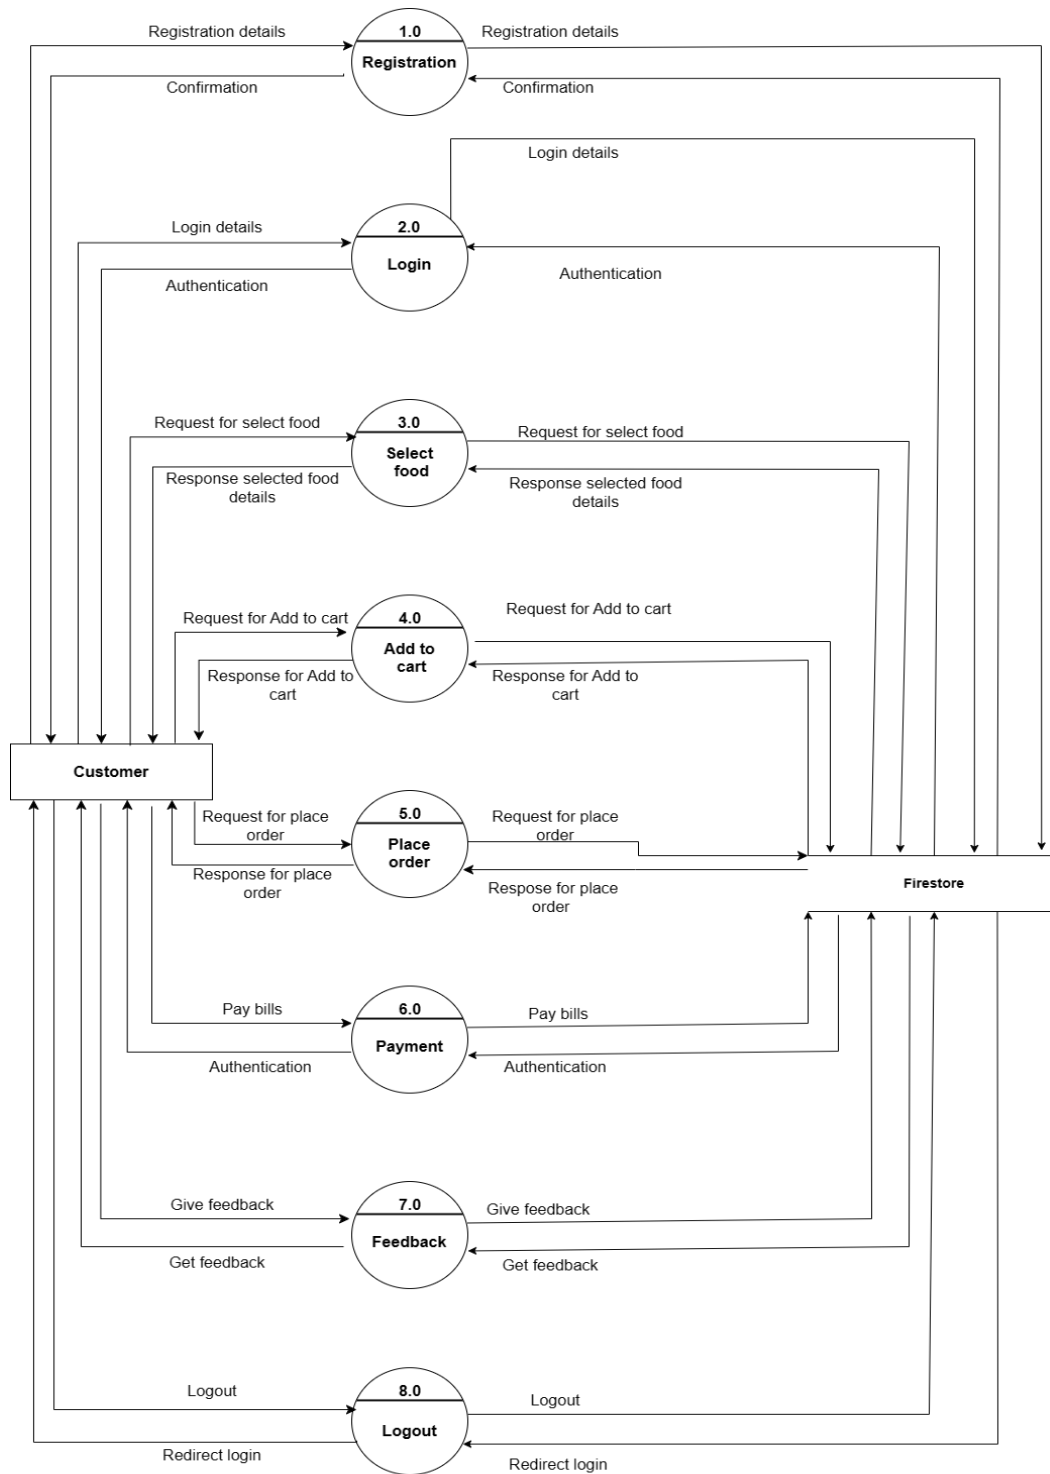 1.0
Registration details
Registration details
Registration
Confirmation
Confirmation
Login details
2.0
Login details
Login
Authentication
Authentication
3.0
Request for select food
Request for select food
Select
food
Response selected food
details
Response selected food
details
4.0
Request for Add to cart
Request for Add to cart
Add to
cart
Response for Add to
cart
Response for Add to
cart
Customer
5.0
Request for place
order
Request for place
order
Place
order
Response for place
order
Respose for place
order
Firestore
6.0
Pay bills
Pay bills
Payment
Authentication
Authentication
7.0
Give feedback
Give feedback
Feedback
Get feedback
Get feedback
8.0
Logout
Logout
Logout
Redirect login
Redirect login